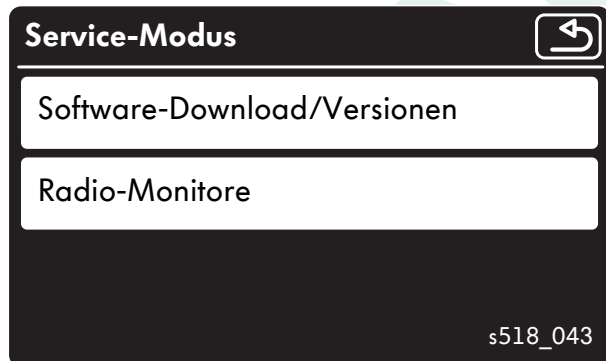 Service-Modus
Software-Download/Versionen
Radio-Monitore
s518_043